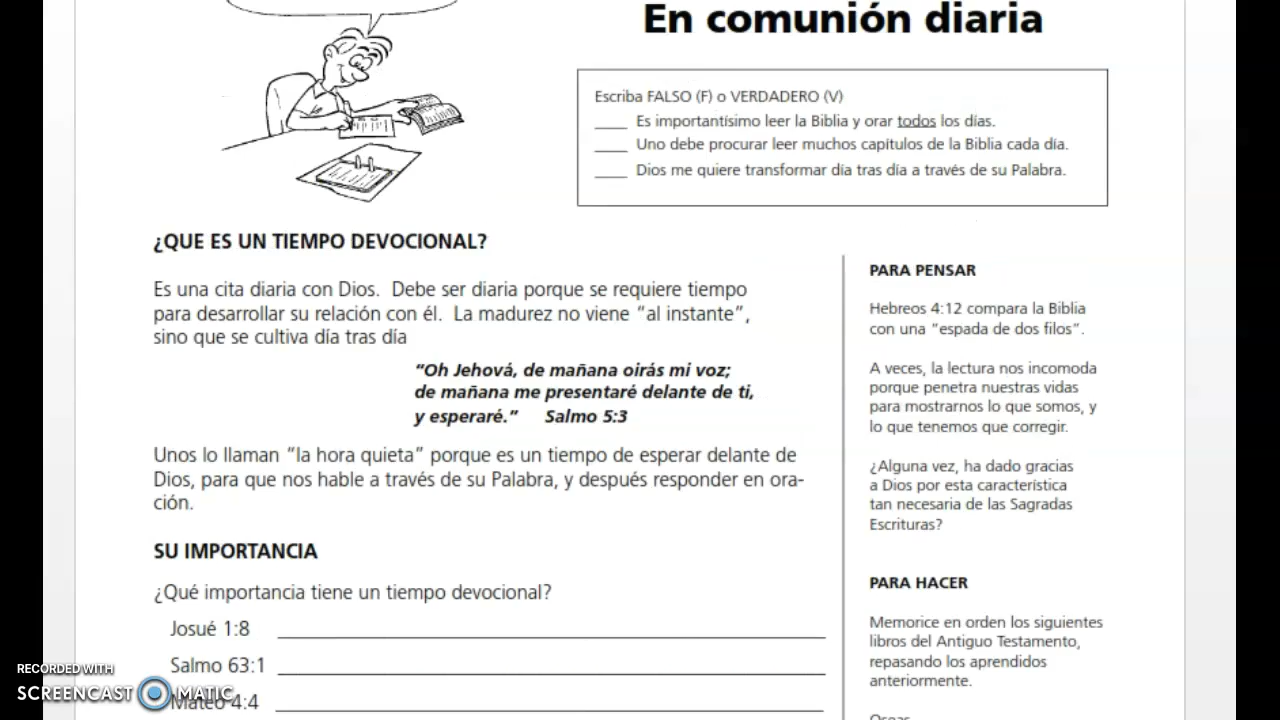 En comunión diaria
Escriba FALSO (F) o VERDADERO (V)
____ Es importantísimo leer la Biblia y orar todos los días.
____ Uno debe procurar leer muchos capítulos de la Biblia cada día.
____ Dios me quiere transformar día tras día a través de su Palabra.
¿QUE ES UN TIEMPO DEVOCIONAL?
Es una cita diaria con Dios. Debe ser diaria porque se requiere tiempo
para desarrollar su relación con él. La madurez no viene “al instante”,
sino que se cultiva día tras día
“Oh Jehová, de mañana oirás mi voz;
de mañana me presentaré delante de ti,
y esperaré.” Salmo 5:3
Unos lo llaman “la hora quieta” porque es un tiempo de esperar delante de
Dios, para que nos hable a través de su Palabra, y después responder en ora-
ción.
SU IMPORTANCIA
¿Qué importancia tiene un tiempo devocional?
Josué 1:8
Salmo 63:1
Mateo 4:4
PARA PENSAR
Hebreos 4:12 compara la Biblia
con una “espada de dos filos”.
A veces, la lectura nos incomoda
porque penetra nuestras vidas
para mostrarnos lo que somos, y
lo que tenemos que corregir.
¿Alguna vez, ha dado gracias
a Dios por esta característica
tan necesaria de las Sagradas
Escrituras?
PARA HACER
Memorice en orden los siguientes
libros del Antiguo Testamento,
repasando los aprendidos
anteriormente.
Oseas
RECORDED WITH
SCREENCAST MATIC